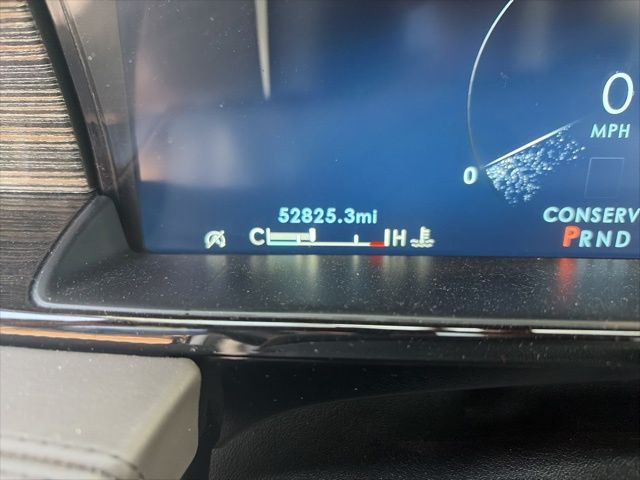 0
MPH
0
52825.3mi
CONSERV
C H
PRND